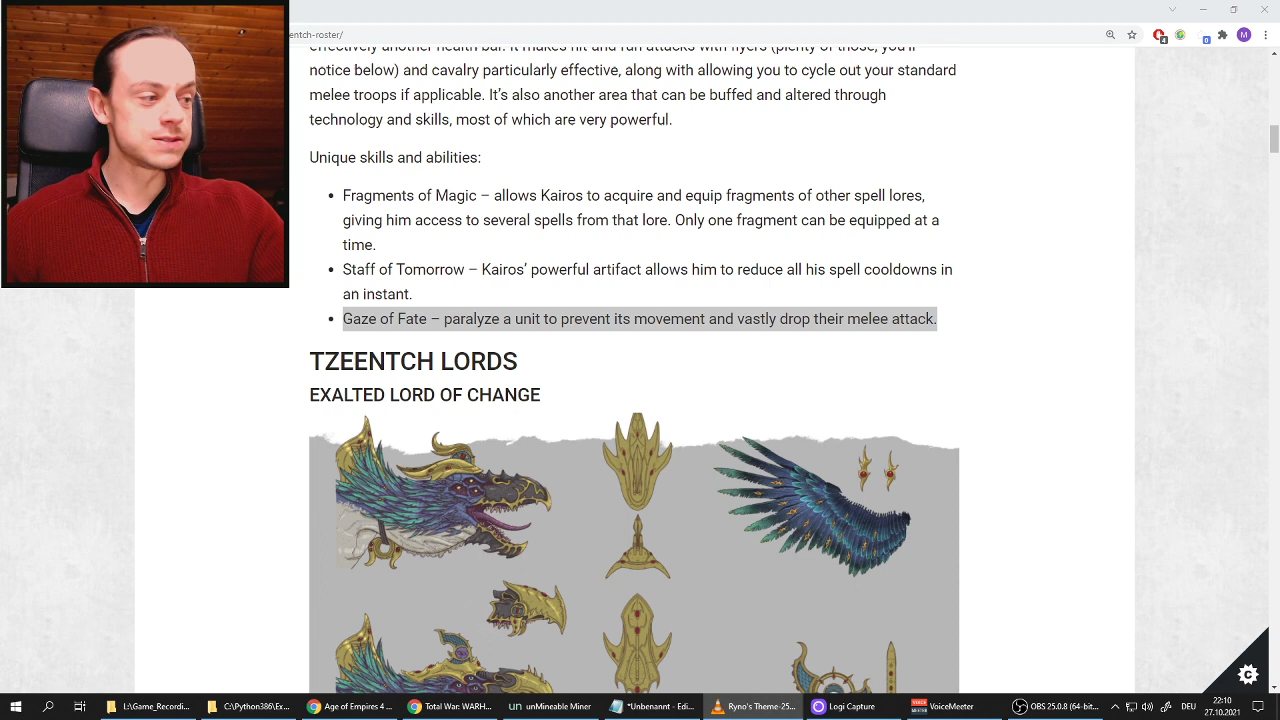 entch-roster/
effectively another health bar. It makes hit and run attacks with flyers (plenty of those, you'll
notice below) and cavalry particularly effective, along with allowing you to cycle out your standard
melee troops if applicable. It's also another area that can be buffed and altered through
technology and skills, most of which are very powerful.
Unique skills and abilities:
• Fragments of Magic – allows Kairos to acquire and equip fragments of other spell lores,
giving him access to several spells from that lore. Only one fragment can be equipped at a
time.
• Staff of Tomorrow – Kairos' powerful artifact allows him to reduce all his spell cooldowns in
an instant.
• Gaze of Fate – paralyze a unit to prevent its movement and vastly drop their melee attack.
TZEENTCH LORDS
EXALTED LORD OF CHANGE
L:\Game_Recordi...
C:\Python386\Ex...
Age of Empires 4 ...
Total War: WARH...
unMineable Miner
*Unbenannt – Edi...
Ryno's Theme-25...
Logi Capture
VoiceMeeter
OBS 25.0.8 (64-bit...
DEU
22:10
27.10.2021